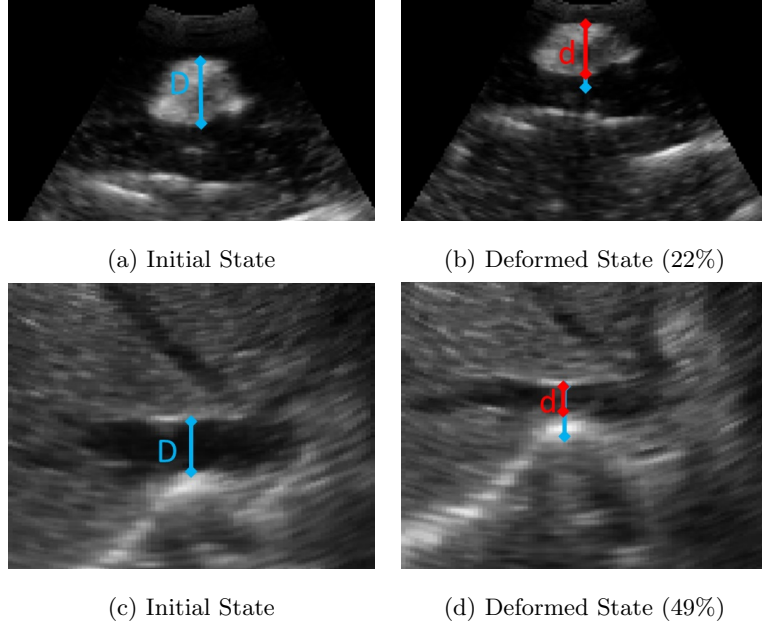 D
d
(a) Initial State
(b) Deformed State (22%)
D
d
(c) Initial State
(d) Deformed State (49%)